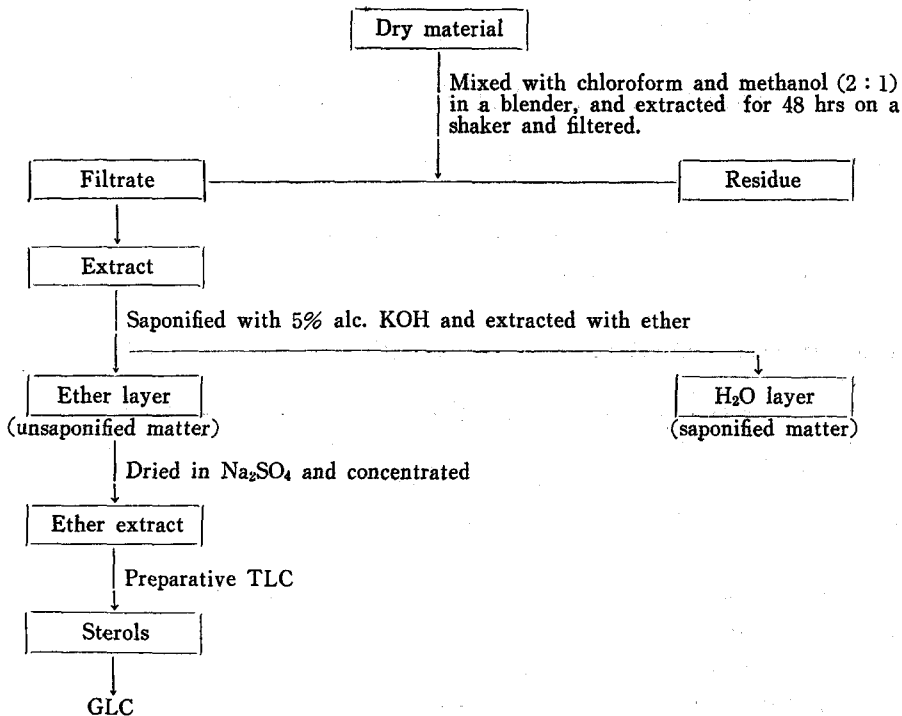 Dry material
Mixed with chloroform and methanol (2 : 1)
in a blender, and extracted for 48 hrs on a
shaker and filtered.
Filtrate
Residue
Extract
Saponified with 5% alc. KOH and extracted with ether
Ether layer
(unsaponified matter)
H₂O layer
(saponified matter)
Dried in Na₂SO₄ and concentrated
Ether extract
Preparative TLC
Sterols
GLC